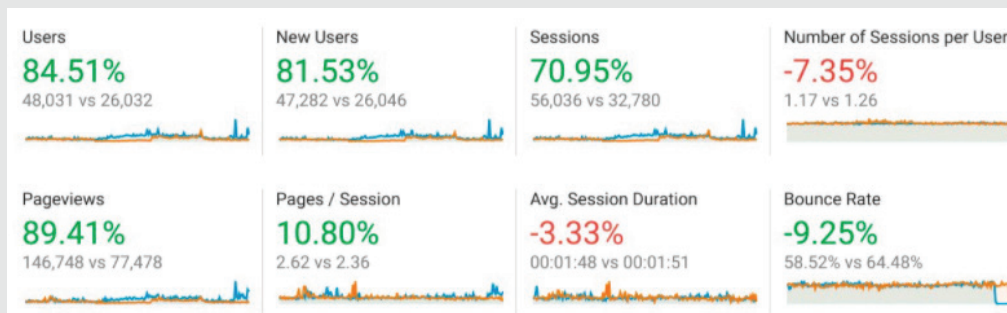 Users
84.51%
48,031 vs 26,032
New Users
81.53%
47,282 vs 26,046
Sessions
70.95%
56,036 vs 32,780
Number of Sessions per User
-7.35%
1.17 vs 1.26
Pageviews
89.41%
146,748 vs 77,478
Pages / Session
10.80%
2.62 vs 2.36
Avg. Session Duration
-3.33%
00:01:48 vs 00:01:51
Bounce Rate
-9.25%
58.52% vs 64.48%